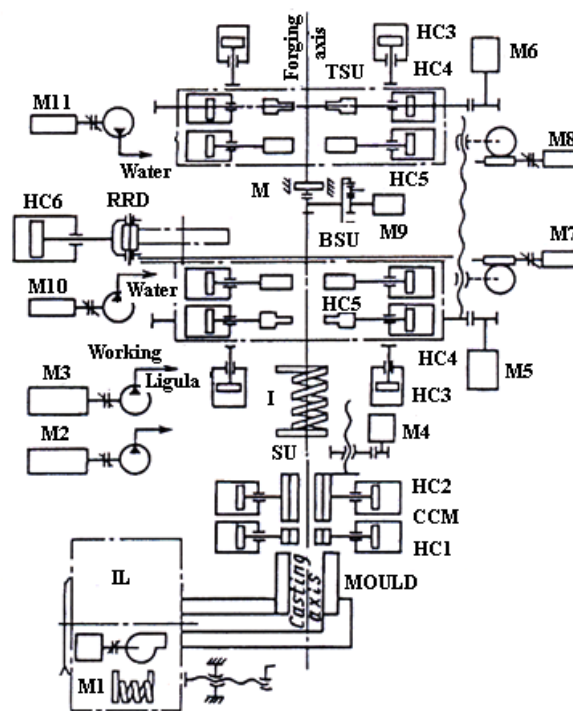 HC3
Forging axis
HC3
M6
TSU
HC4
M11
Water
M8
HC5
RRD
M
HC6
M9
BSU
M7
Water
M10
HC5
HC4
Working
M3
Ligula
I
HC3
M5
M2
M4
SU
HC2
CCM
HC1
IL
MOULD
Casting axis
M1